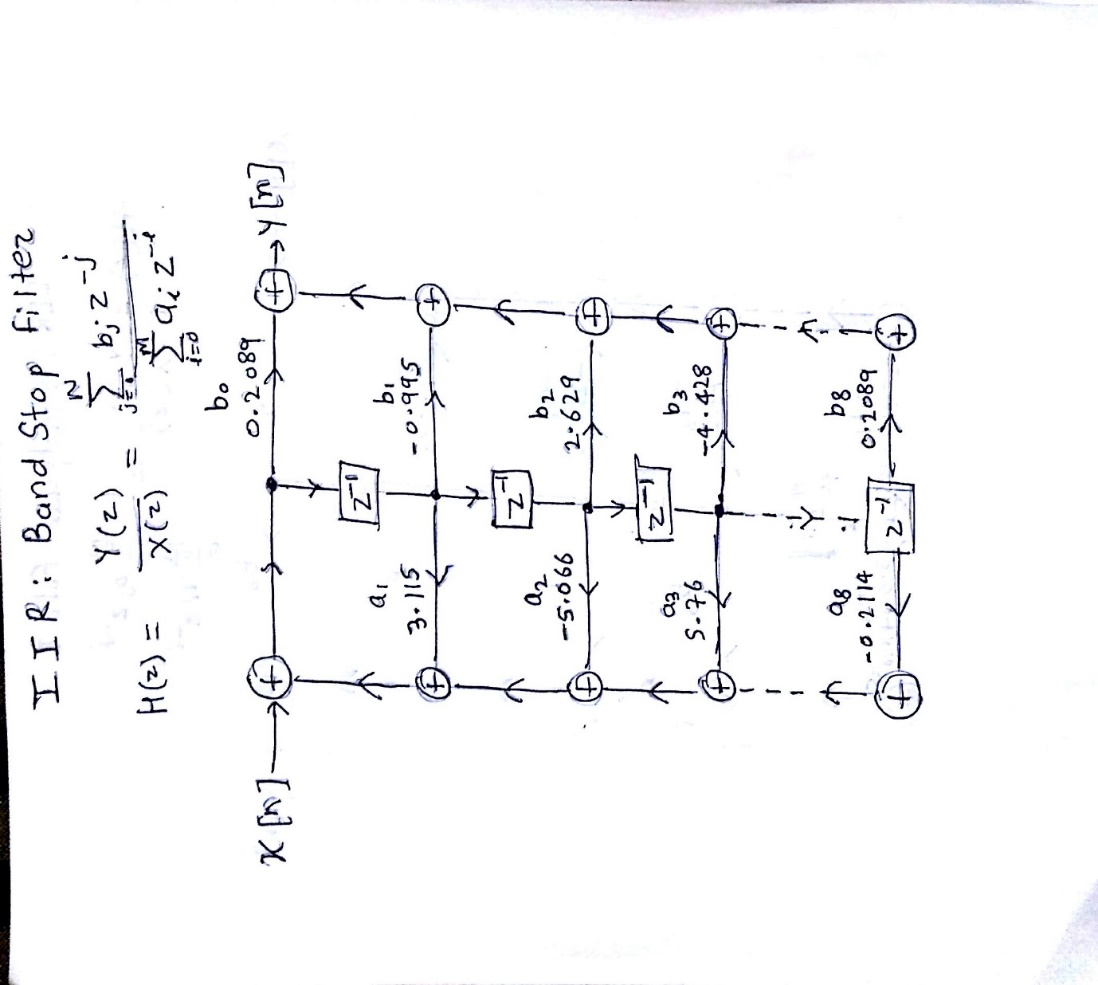 IIR: Band Stop filter
H(z) = Y(z)/X(z) = ∑_{j=0}^{N} b_j z^{-j} / ∑_{i=0}^{M} a_i z^{-i}
b0
X[n] + 0.2089 + Y[n]
z^{-1}
a1 b1
3.115 -0.995
+ +
z^{-1}
a2 b2
-5.066 2.629
+ +
z^{-1}
a3 b3
5.76 -4.428
+ +
a8 b8
-0.2114 0.2089
+ z^{-1} +